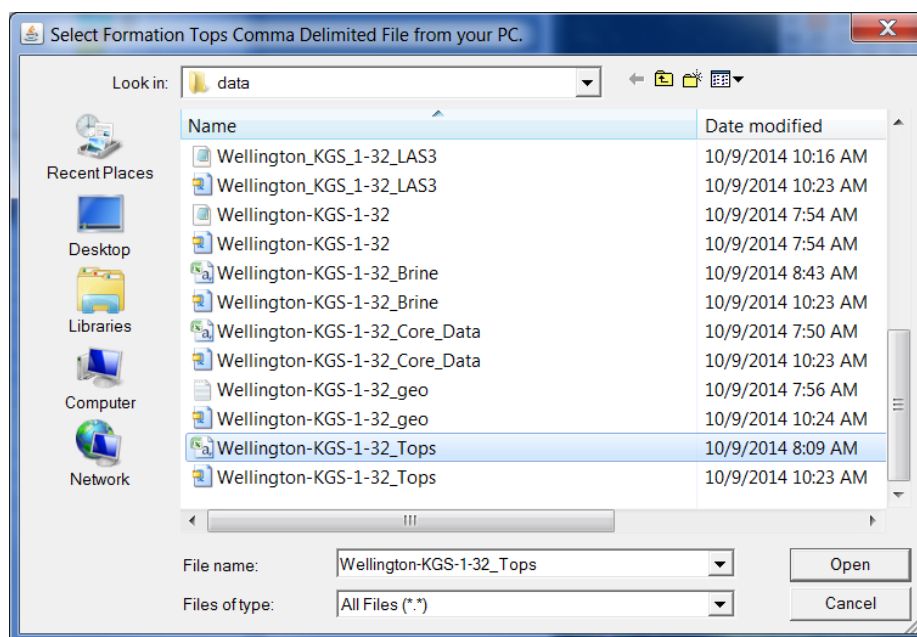 Select Formation Tops Comma Delimited File from your PC.
Look in: data
Name Date modified
Wellington_KGS_1-32_LAS3 10/9/2014 10:16 AM
Wellington_KGS_1-32_LAS3 10/9/2014 10:23 AM
Wellington-KGS-1-32 10/9/2014 7:54 AM
Wellington-KGS-1-32 10/9/2014 7:54 AM
Wellington-KGS-1-32_Brine 10/9/2014 8:43 AM
Wellington-KGS-1-32_Brine 10/9/2014 10:23 AM
Wellington-KGS-1-32_Core_Data 10/9/2014 7:50 AM
Wellington-KGS-1-32_Core_Data 10/9/2014 10:23 AM
Wellington-KGS-1-32_geo 10/9/2014 7:56 AM
Wellington-KGS-1-32_geo 10/9/2014 10:24 AM
Wellington-KGS-1-32_Tops 10/9/2014 8:09 AM
Wellington-KGS-1-32_Tops 10/9/2014 10:23 AM
Recent Places
Desktop
Libraries
Computer
Network
File name: Wellington-KGS-1-32_Tops Open
Files of type: All Files (*.*) Cancel